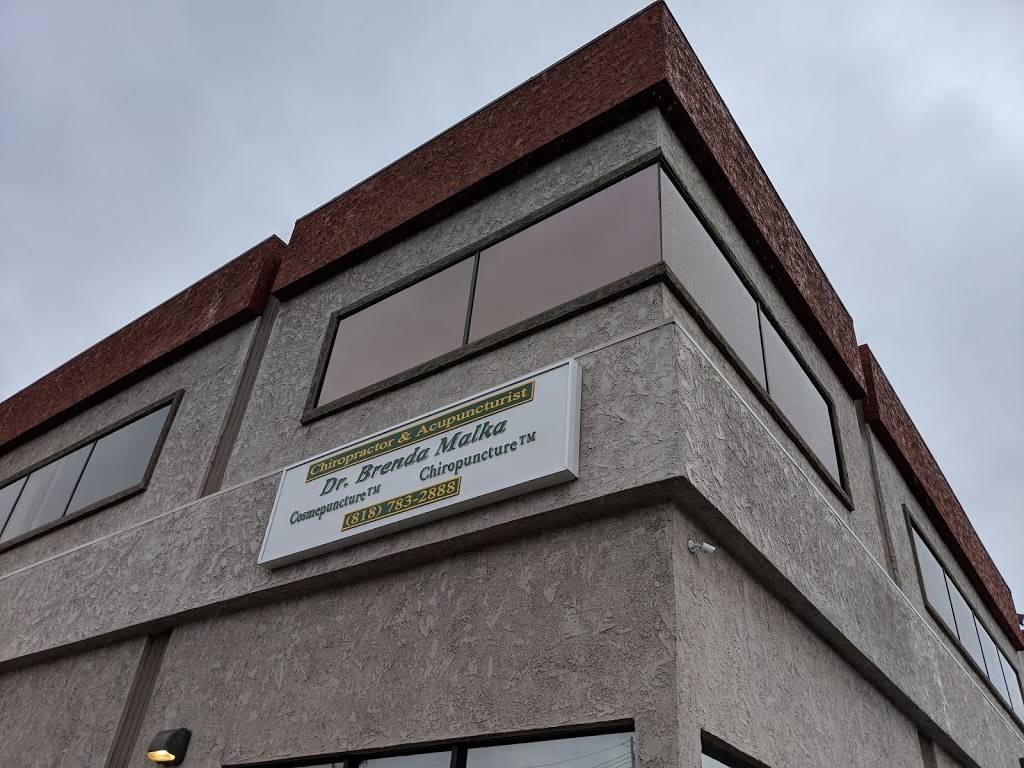 Chiropractor & Acupuncturist
Dr. Brenda Malka
Cosmepuncture™ Chiropuncture™
(818) 783-2888